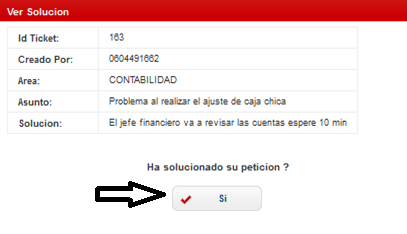 Ver Solucion
Id Ticket: 163
Creado Por: 0604491662
Area: CONTABILIDAD
Asunto: Problema al realizar el ajuste de caja chica
Solucion: El jefe financiero va a revisar las cuentas espere 10 min
Ha solucionado su peticion ?
Si